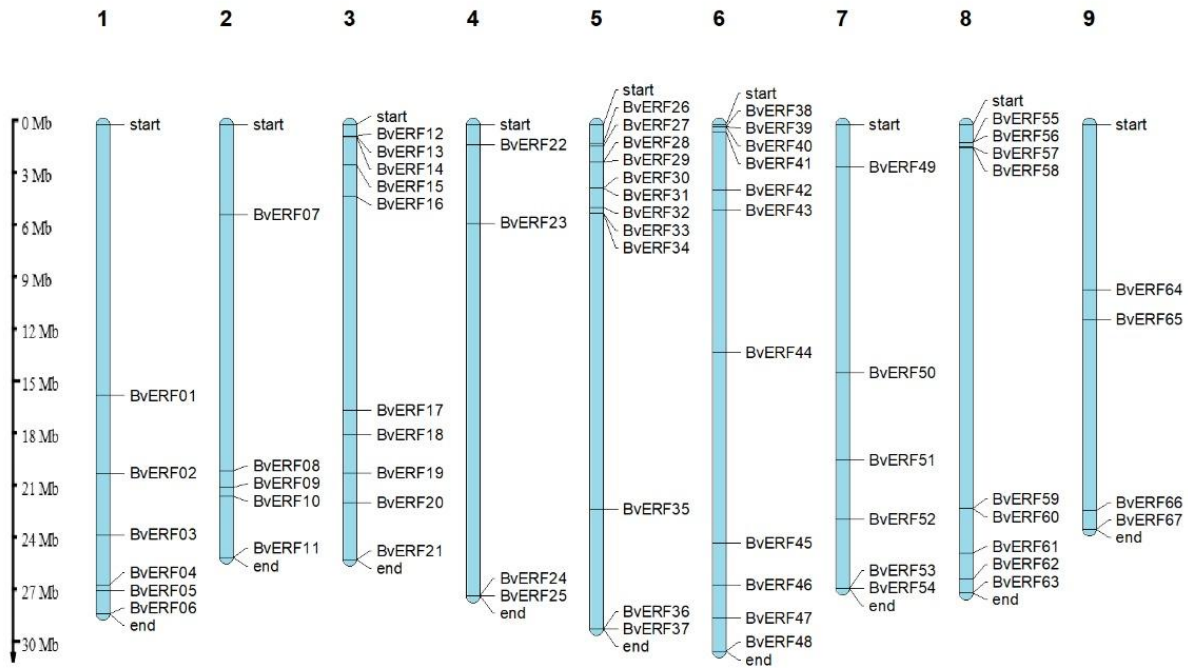 1 2 3 4 5 6 7 8 9
0 Mb
3 Mb
6 Mb
9 Mb
12 Mb
15 Mb
18 Mb
21 Mb
24 Mb
27 Mb
30 Mb
start
BvERF01
BvERF02
BvERF03
BvERF04
BvERF05
BvERF06
end
start
BvERF07
BvERF08
BvERF09
BvERF10
BvERF11
end
start
BvERF12
BvERF13
BvERF14
BvERF15
BvERF16
BvERF17
BvERF18
BvERF19
BvERF20
BvERF21
end
start
BvERF22
BvERF23
BvERF24
BvERF25
end
start
BvERF26
BvERF27
BvERF28
BvERF29
BvERF30
BvERF31
BvERF32
BvERF33
BvERF34
BvERF35
BvERF36
BvERF37
end
start
BvERF38
BvERF39
BvERF40
BvERF41
BvERF42
BvERF43
BvERF44
BvERF45
BvERF46
BvERF47
BvERF48
end
start
BvERF49
BvERF50
BvERF51
BvERF52
BvERF53
BvERF54
end
start
BvERF55
BvERF56
BvERF57
BvERF58
BvERF59
BvERF60
BvERF61
BvERF62
BvERF63
end
start
BvERF64
BvERF65
BvERF66
BvERF67
end